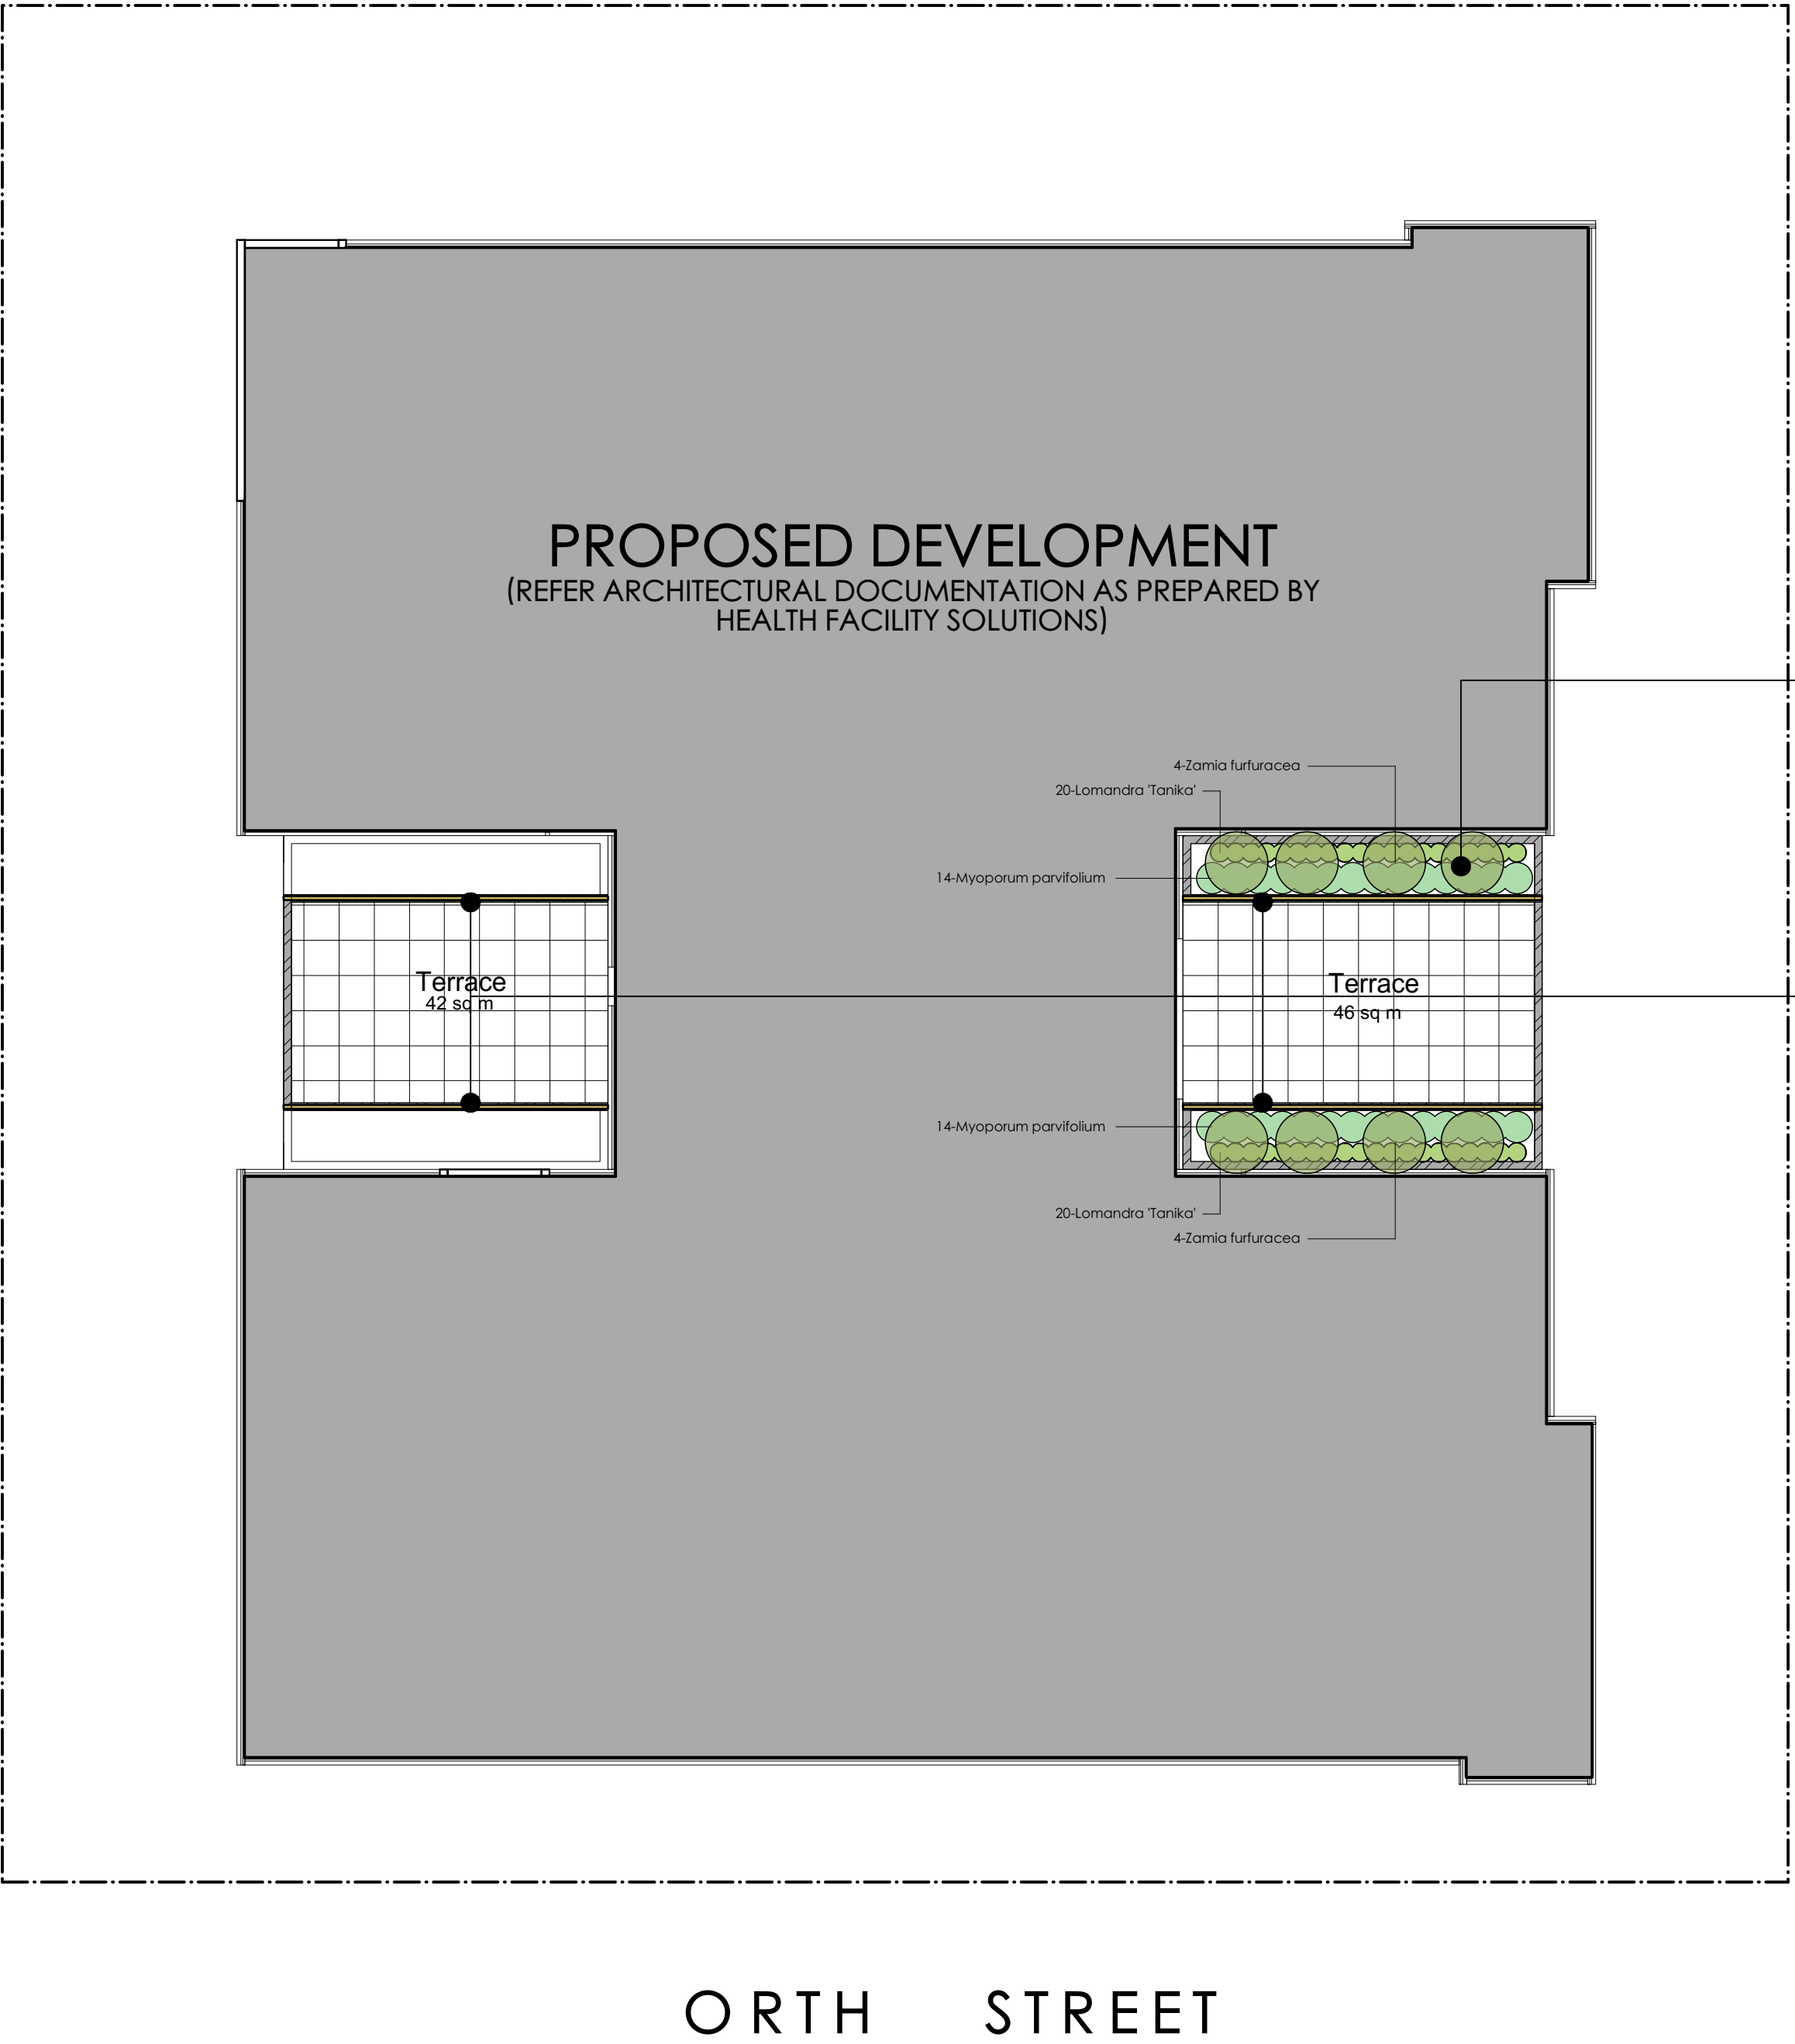 PROPOSED DEVELOPMENT
(REFER ARCHITECTURAL DOCUMENTATION AS PREPARED BY
HEALTH FACILITY SOLUTIONS)
4-Zamia furfuracea
20-Lomandra 'Tanika'
14-Myoporum parvifolium
Terrace
42 sq m
Terrace
46 sq m
14-Myoporum parvifolium
20-Lomandra 'Tanika'
4-Zamia furfuracea
ORTH STREET